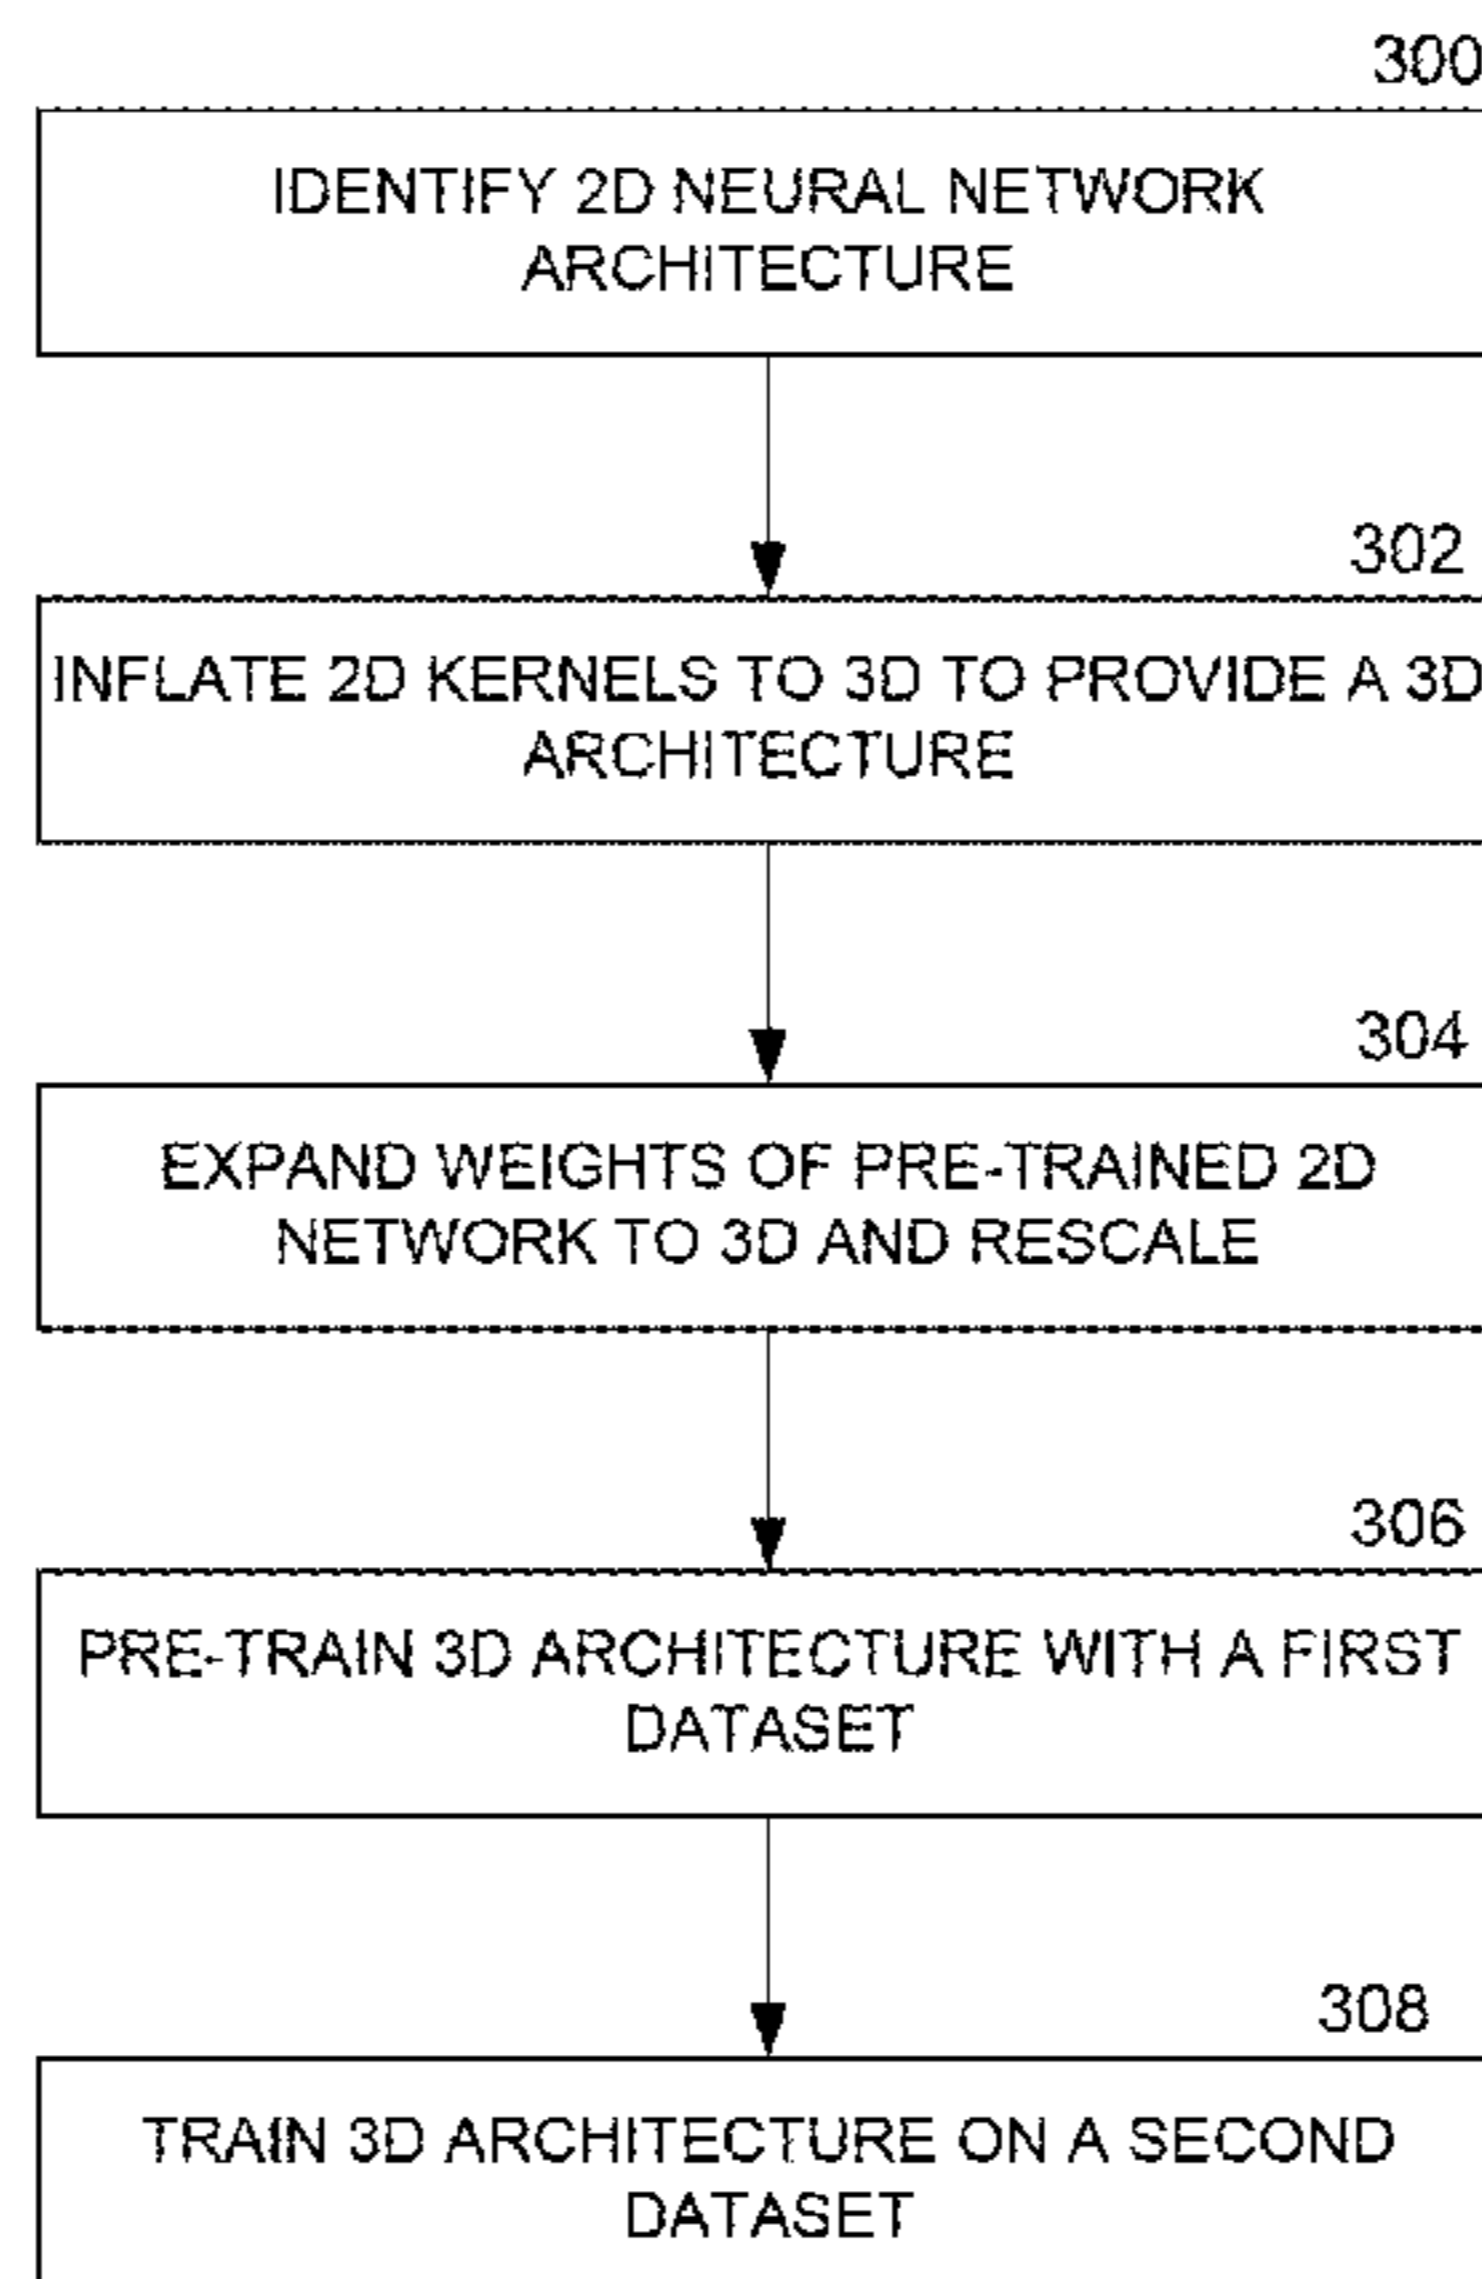 300
IDENTIFY 2D NEURAL NETWORK
ARCHITECTURE
302
INFLATE 2D KERNELS TO 3D TO PROVIDE A 3D
ARCHITECTURE
304
EXPAND WEIGHTS OF PRE-TRAINED 2D
NETWORK TO 3D AND RESCALE
306
PRE-TRAIN 3D ARCHITECTURE WITH A FIRST
DATASET
308
TRAIN 3D ARCHITECTURE ON A SECOND
DATASET